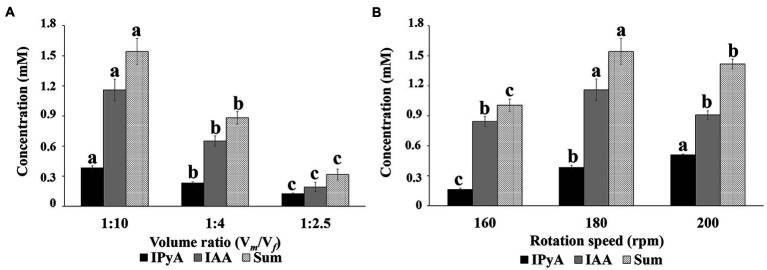 A
Concentration (mM)
1.8
1.5
1.2
0.9
0.6
0.3
0
a
a
a
b
b
b
c
c
c
1:10
1:4
1:2.5
Volume ratio (Vm/Vf)
IPyA
IAA
Sum
B
Concentration (mM)
1.8
1.5
1.2
0.9
0.6
0.3
0
c
b
c
b
a
a
a
b
b
160
180
200
Rotation speed (rpm)
IPyA
IAA
Sum